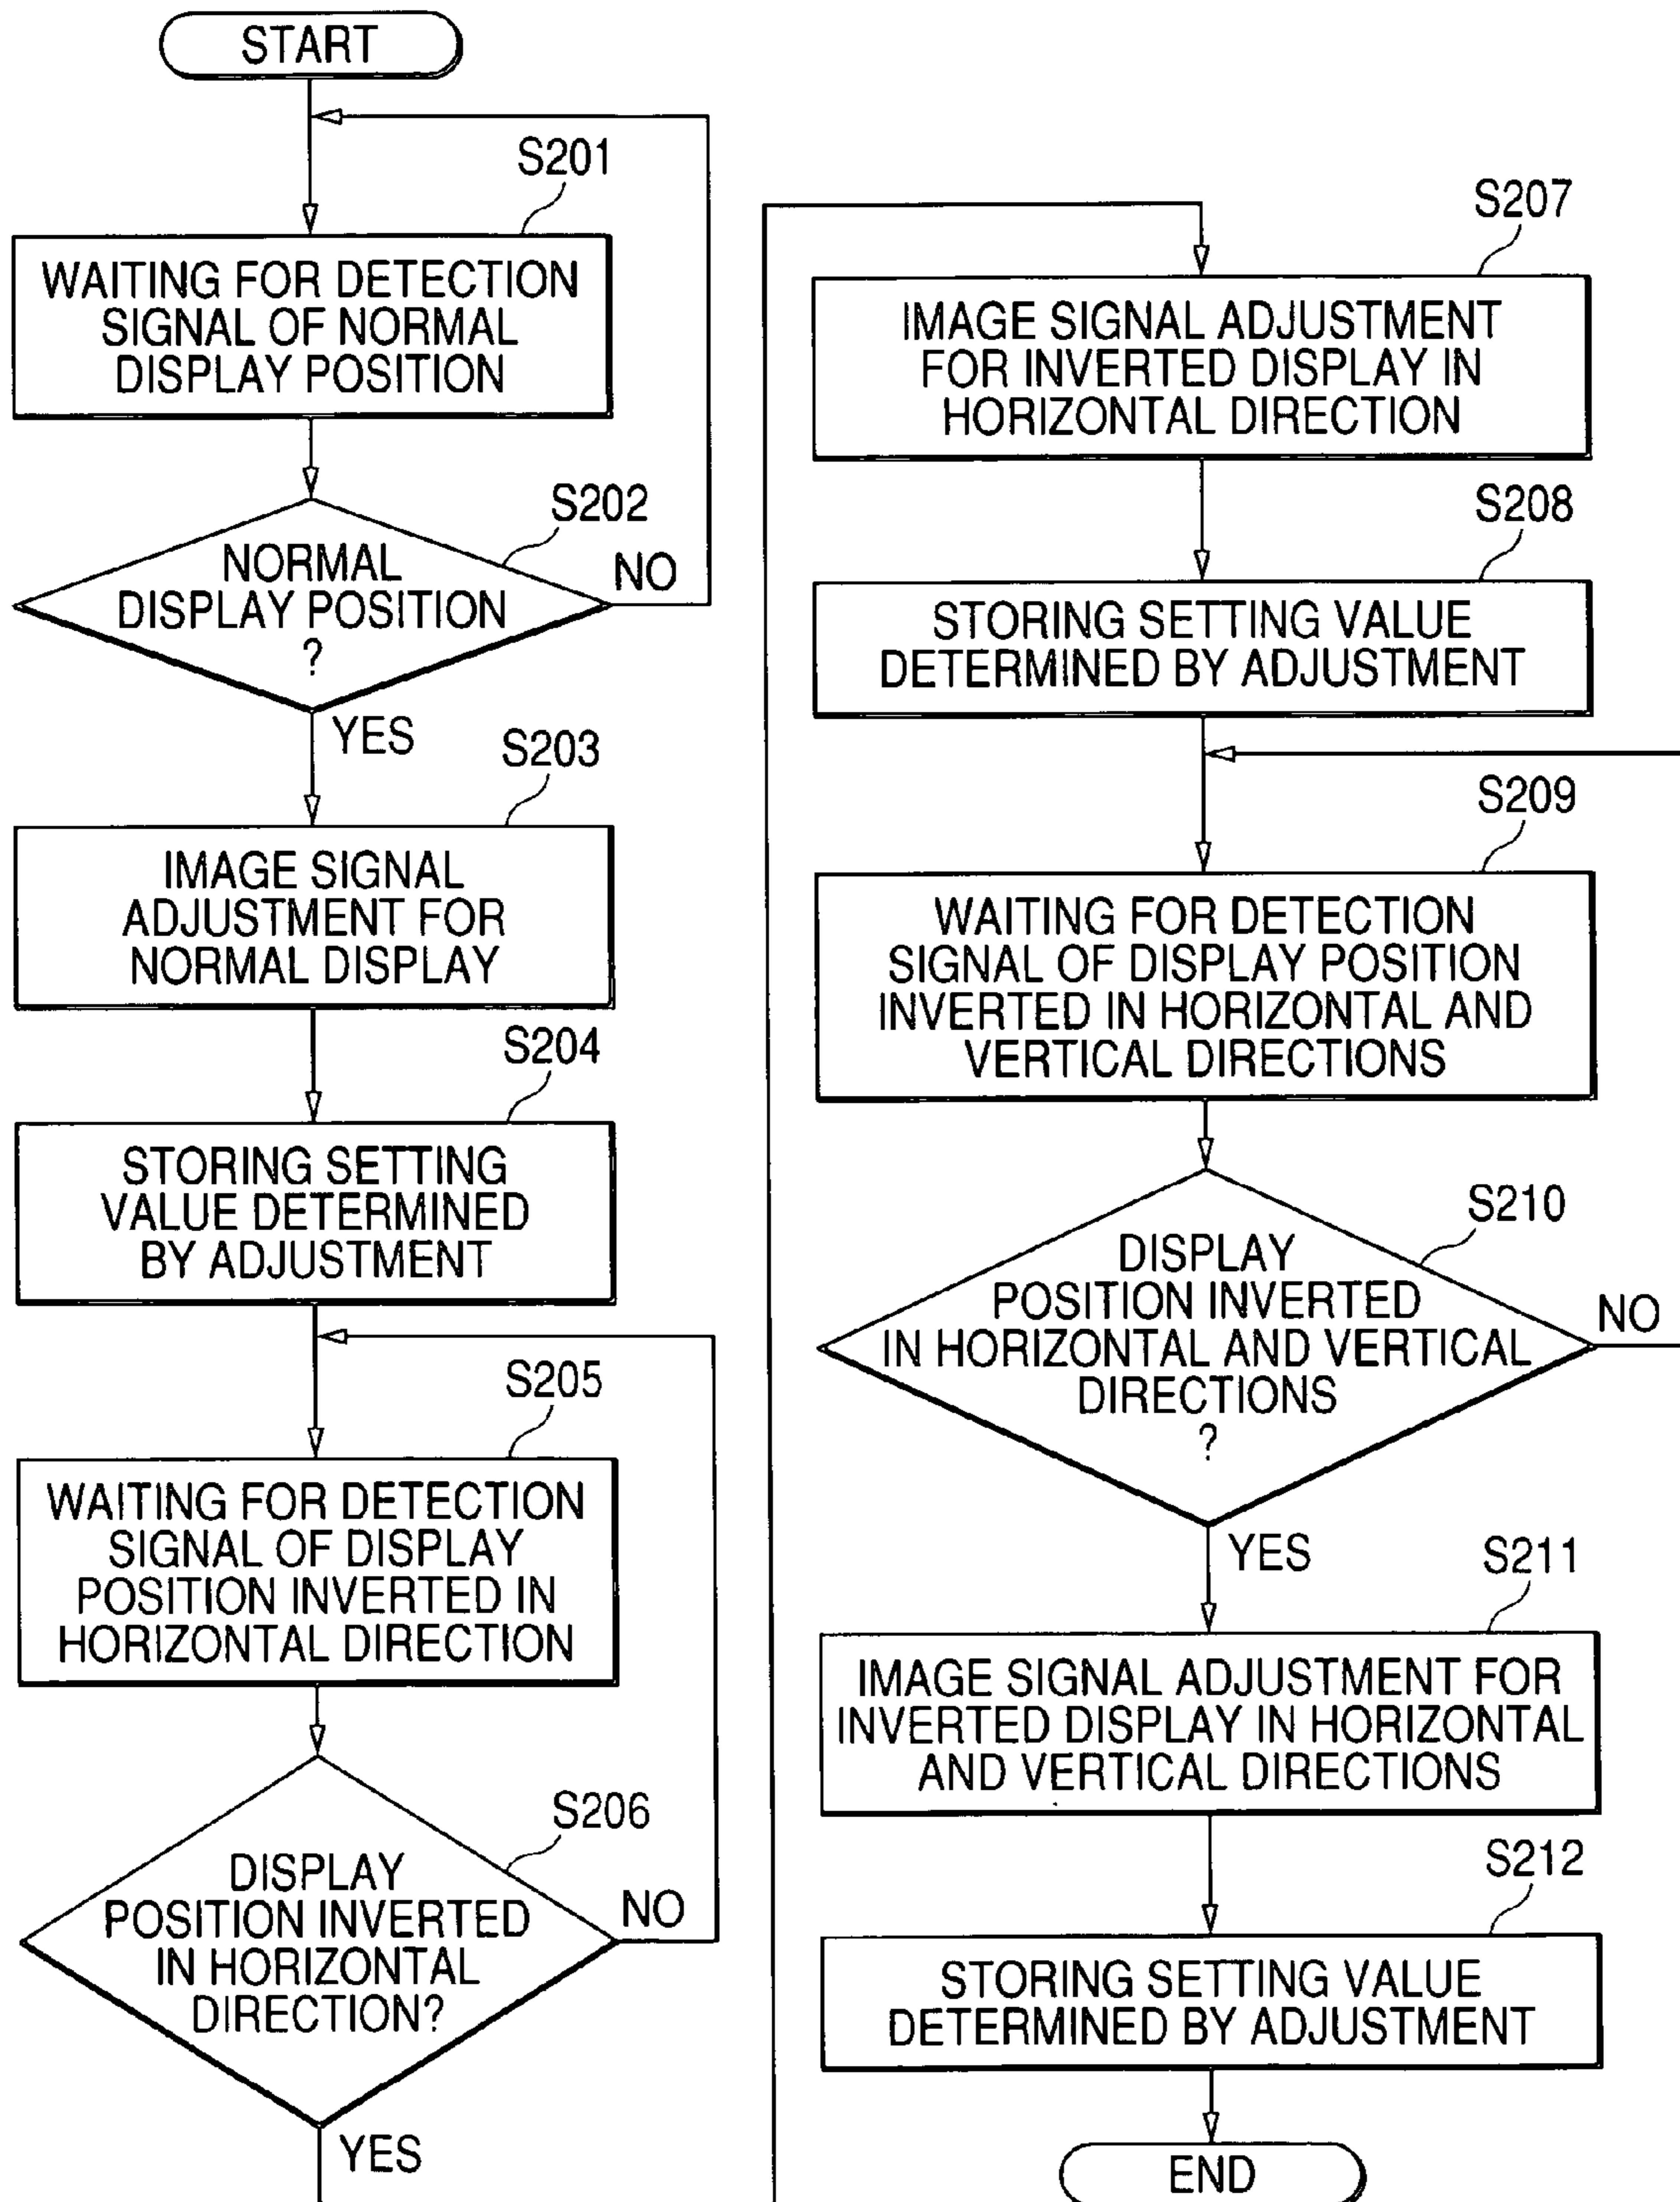 START
S201
WAITING FOR DETECTION
SIGNAL OF NORMAL
DISPLAY POSITION
S202
NORMAL
DISPLAY POSITION
?
NO
YES
S203
IMAGE SIGNAL
ADJUSTMENT FOR
NORMAL DISPLAY
S204
STORING SETTING
VALUE DETERMINED
BY ADJUSTMENT
S205
WAITING FOR DETECTION
SIGNAL OF DISPLAY
POSITION INVERTED IN
HORIZONTAL DIRECTION
S206
DISPLAY
POSITION INVERTED
IN HORIZONTAL
DIRECTION?
NO
YES
S207
IMAGE SIGNAL ADJUSTMENT
FOR INVERTED DISPLAY IN
HORIZONTAL DIRECTION
S208
STORING SETTING VALUE
DETERMINED BY ADJUSTMENT
S209
WAITING FOR DETECTION
SIGNAL OF DISPLAY POSITION
INVERTED IN HORIZONTAL AND
VERTICAL DIRECTIONS
S210
DISPLAY
POSITION INVERTED
IN HORIZONTAL AND VERTICAL
DIRECTIONS
?
NO
YES
S211
IMAGE SIGNAL ADJUSTMENT FOR
INVERTED DISPLAY IN HORIZONTAL
AND VERTICAL DIRECTIONS
S212
STORING SETTING VALUE
DETERMINED BY ADJUSTMENT
END